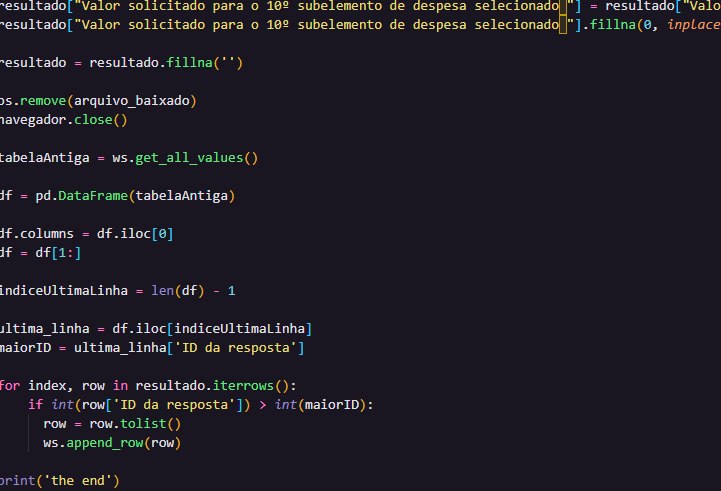 resultado["Valor solicitado para o 10º subelemento de despesa selecionado "] = resultado["Valo
resultado["Valor solicitado para o 10º subelemento de despesa selecionado "].fillna(0, inplace
resultado = resultado.fillna('')
os.remove(arquivo_baixado)
navegador.close()
tabelaAntiga = ws.get_all_values()
df = pd.DataFrame(tabelaAntiga)
df.columns = df.iloc[0]
df = df[1:]
indiceUltimaLinha = len(df) - 1
ultima_linha = df.iloc[indiceUltimaLinha]
maiorID = ultima_linha['ID da resposta']
for index, row in resultado.iterrows():
    if int(row['ID da resposta']) > int(maiorID):
      row = row.tolist()
      ws.append_row(row)
print('the end')